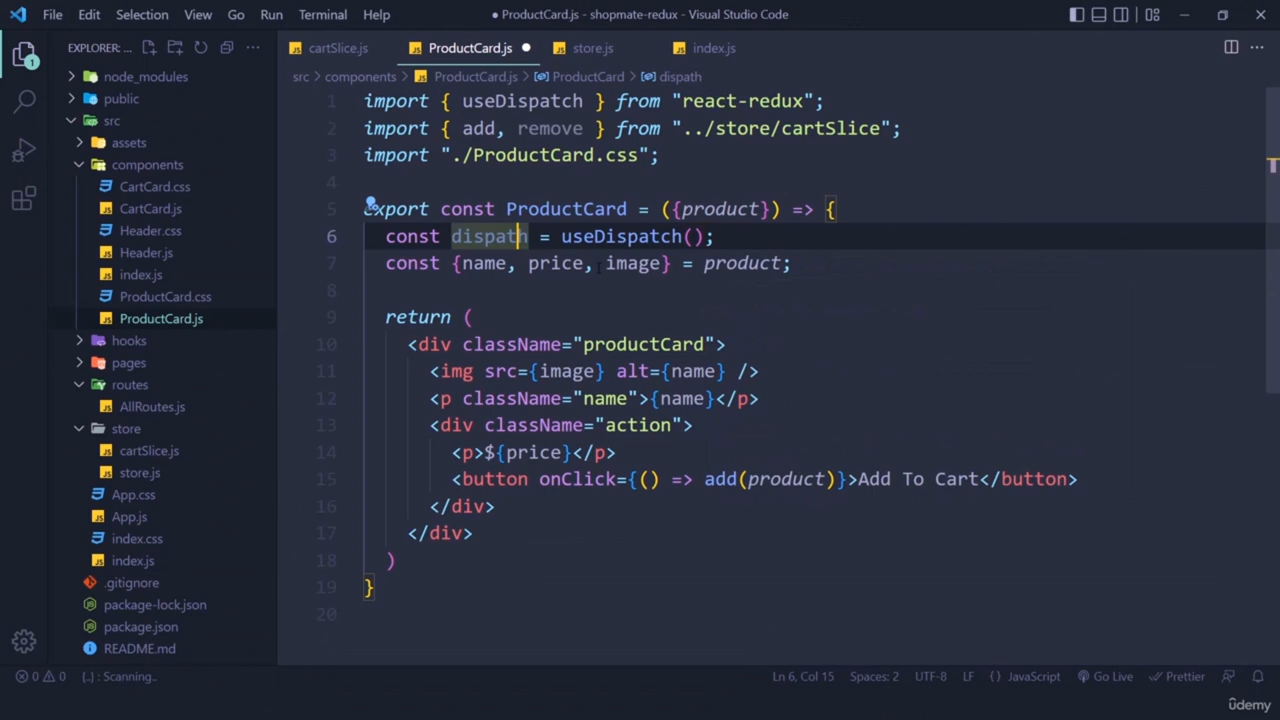 File Edit Selection View Go Run Terminal Help
● ProductCard.js - shopmate-redux - Visual Studio Code
EXPLORER: ...
cartSlice.js ProductCard.js ● store.js index.js
1
src > components > ProductCard.js > ProductCard > dispath
node_modules
public
src
assets
components
CartCard.css
CartCard.js
Header.css
Header.js
index.js
ProductCard.css
ProductCard.js
hooks
pages
routes
AllRoutes.js
store
cartSlice.js
store.js
App.css
App.js
index.css
index.js
.gitignore
package-lock.json
package.json
README.md
1 import { useDispatch } from "react-redux";
2 import { add, remove } from "../store/cartSlice";
3 import "./ProductCard.css";
4
5 export const ProductCard = ({product}) => {
6 const dispath = useDispatch();
7 const {name, price, image} = product;
8
9 return (
10 <div className="productCard">
11 <img src={image} alt={name} />
12 <p className="name">{name}</p>
13 <div className="action">
14 <p>${price}</p>
15 <button onClick={() => add(product)}>Add To Cart</button>
16 </div>
17 </div>
18 )
19 }
20
0 0 {..} : Scanning.. Ln 6, Col 15 Spaces: 2 UTF-8 LF {} JavaScript Go Live Prettier
ûdemy